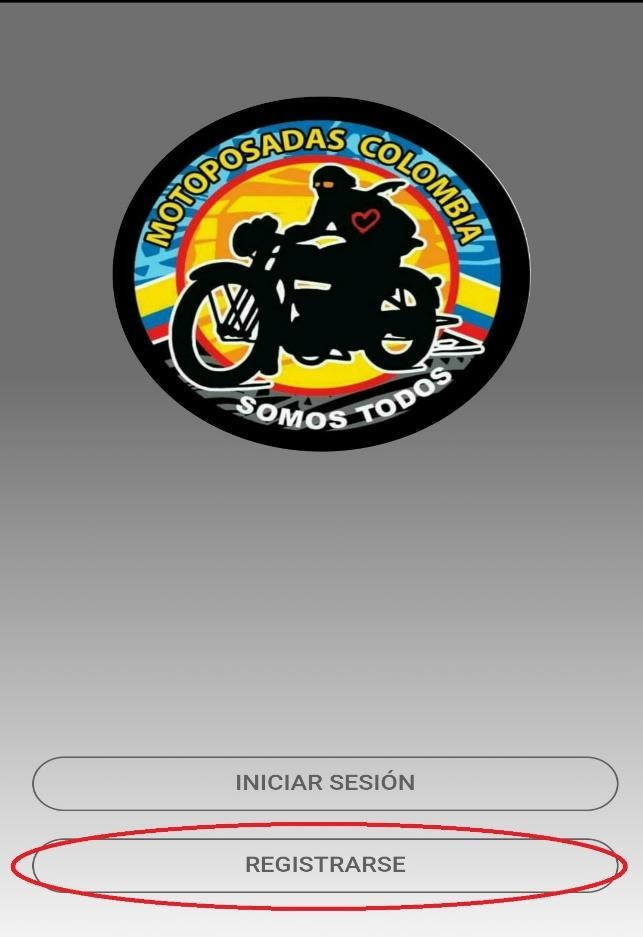 MOTOPOSADAS COLOMBIA
SOMOS TODOS
INICIAR SESIÓN
REGISTRARSE